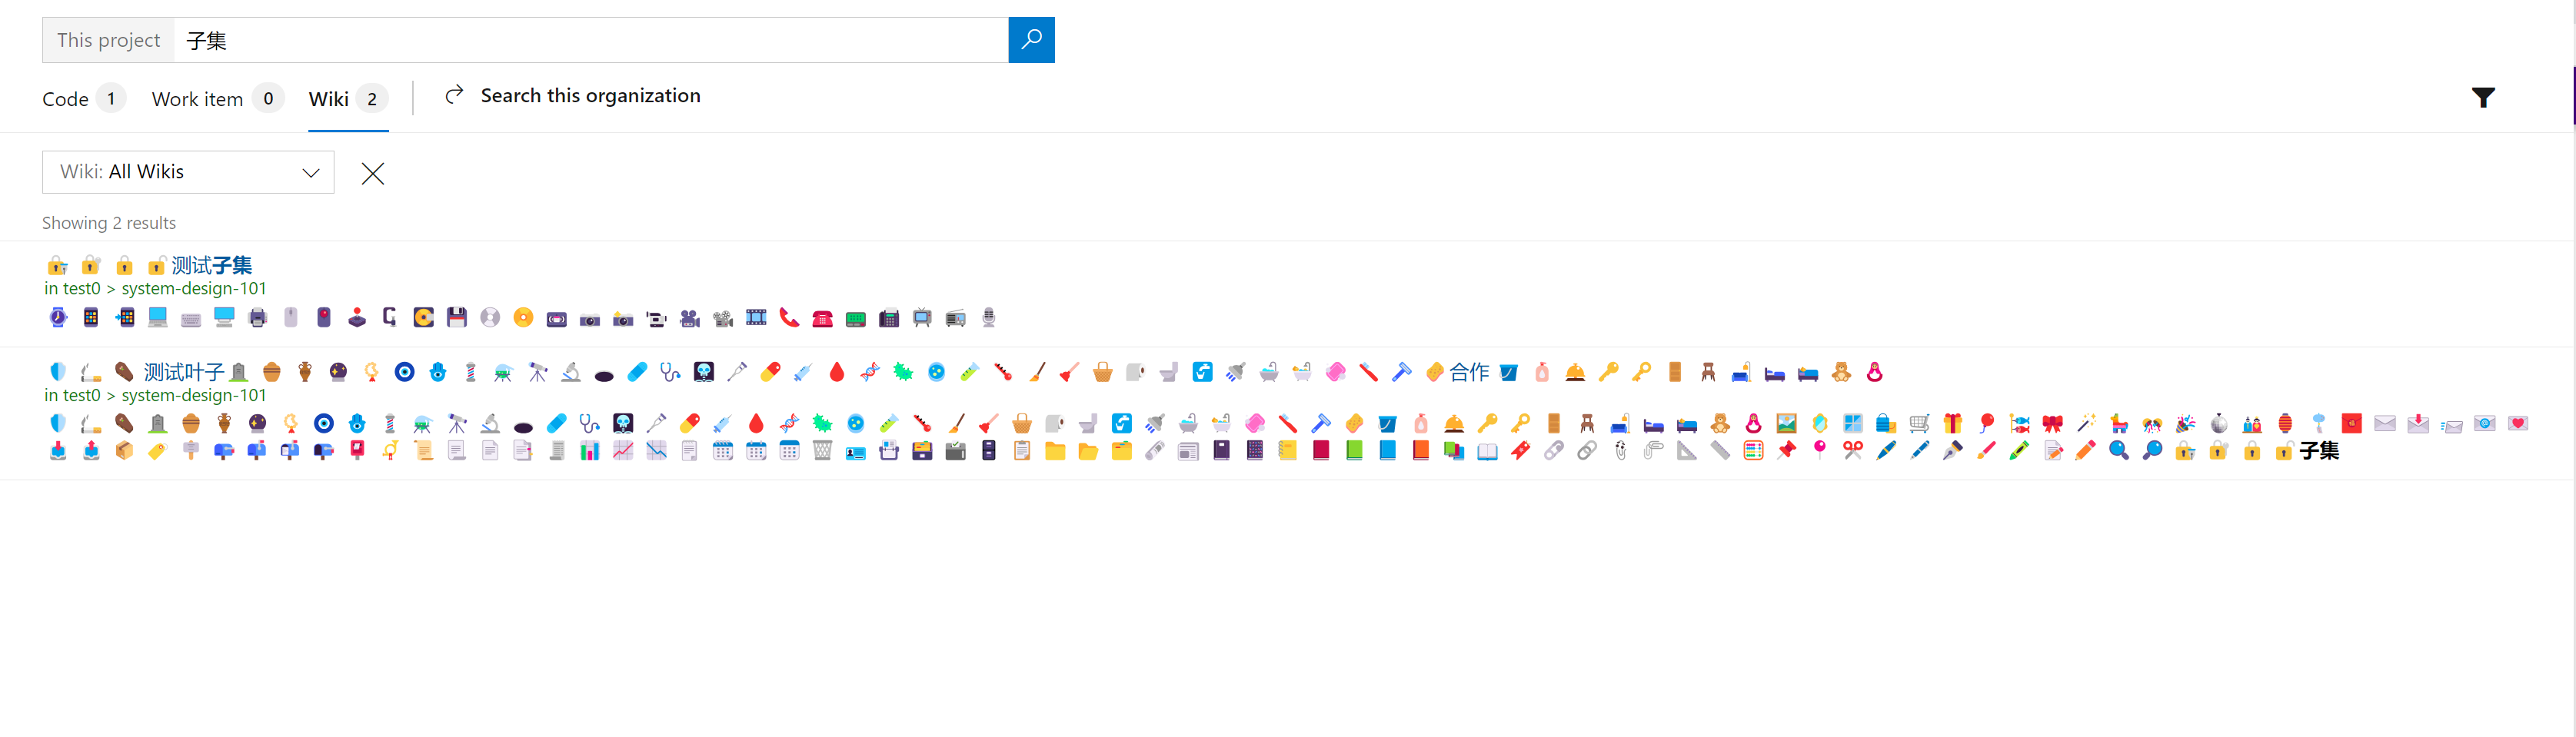 This project 子集
Code 1 Work item 0 Wiki 2 Search this organization
Wiki: All Wikis
Showing 2 results
测试子集
in test0 > system-design-101
测试叶子 合作
in test0 > system-design-101
子集